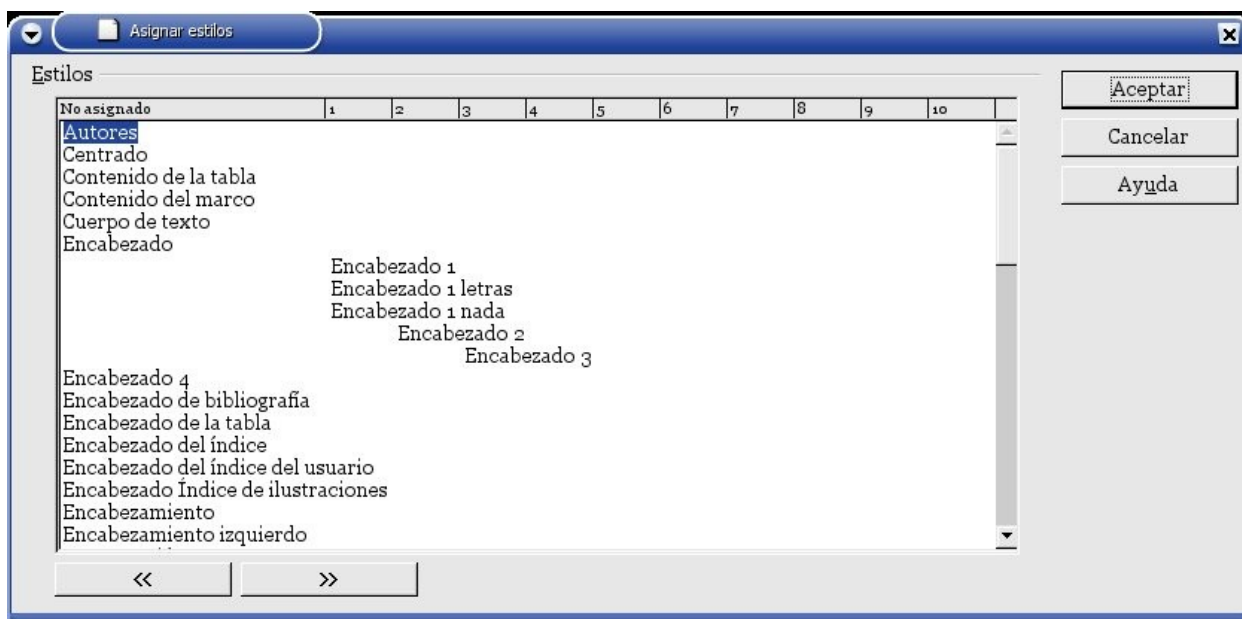 Asignar estilos
Estilos
Aceptar
No asignado 1 2 3 4 5 6 7 8 9 10
Autores
Cancelar
Centrado
Contenido de la tabla
Ayuda
Contenido del marco
Cuerpo de texto
Encabezado
Encabezado 1
Encabezado 1 letras
Encabezado 1 nada
Encabezado 2
Encabezado 3
Encabezado 4
Encabezado de bibliografía
Encabezado de la tabla
Encabezado del índice
Encabezado del índice del usuario
Encabezado Índice de ilustraciones
Encabezamiento
Encabezamiento izquierdo
<< >>